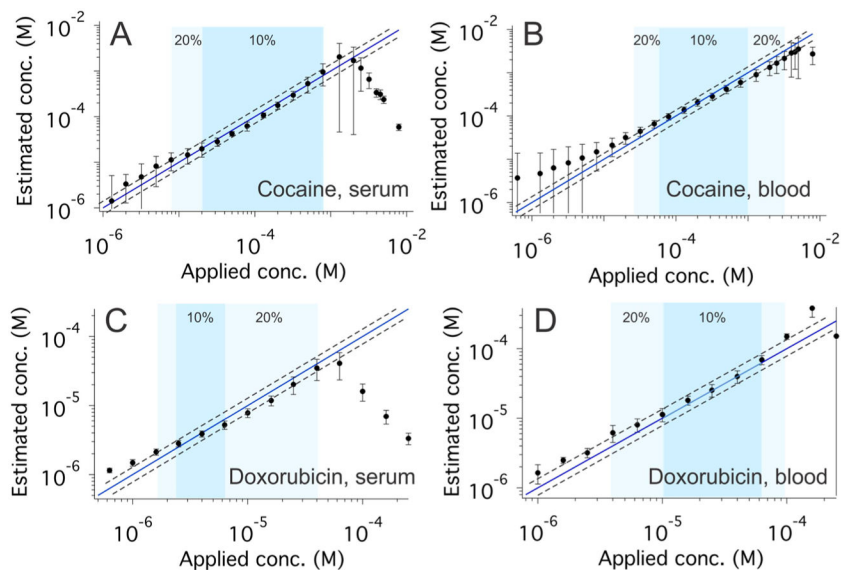 A
20%
10%
Estimated conc. (M)
10-2
10-4
10-6
Cocaine, serum
10-6
10-4
10-2
Applied conc. (M)
B
20%
10%
20%
Estimated conc. (M)
10-2
10-4
10-6
Cocaine, blood
10-6
10-4
10-2
Applied conc. (M)
C
10%
20%
Estimated conc. (M)
10-4
10-5
10-6
Doxorubicin, serum
10-6
10-5
10-4
Applied conc. (M)
D
20%
10%
Estimated conc. (M)
10-4
10-5
10-6
Doxorubicin, blood
10-6
10-5
10-4
Applied conc. (M)